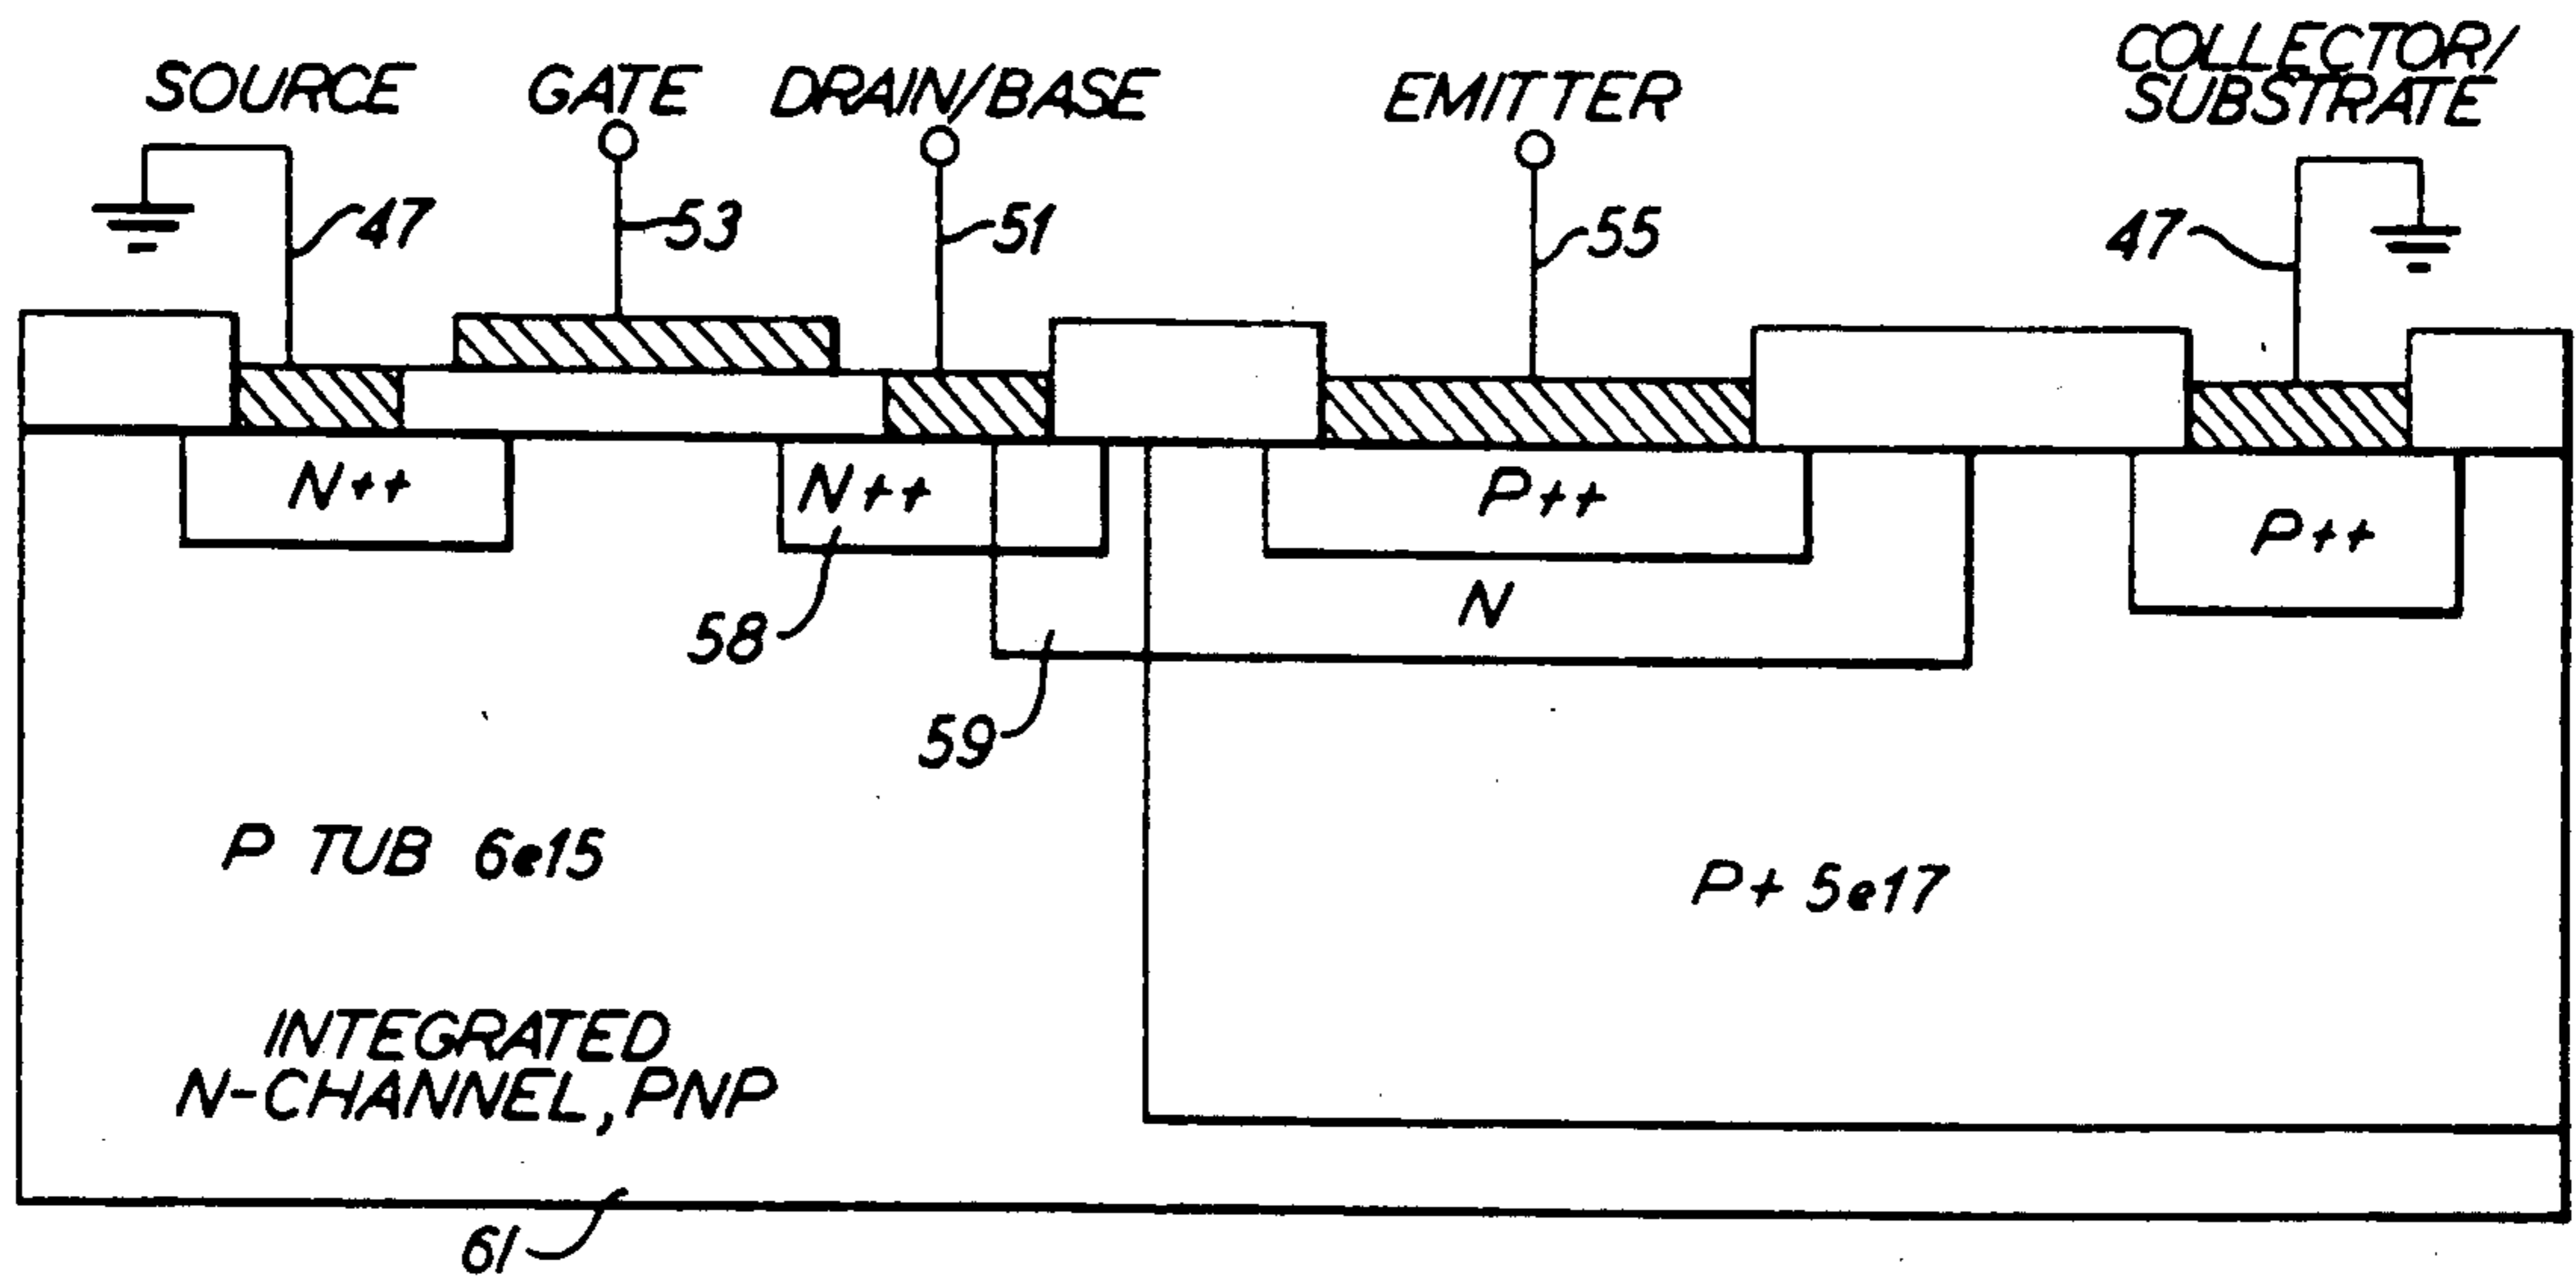 SOURCE
GATE
DRAIN/BASE
EMITTER
COLLECTOR/
SUBSTRATE
47
53
51
55
47
N++
N++
P++
P++
N
58
59
P TUB 6e15
P+ 5e17
INTEGRATED
N-CHANNEL, PNP
61